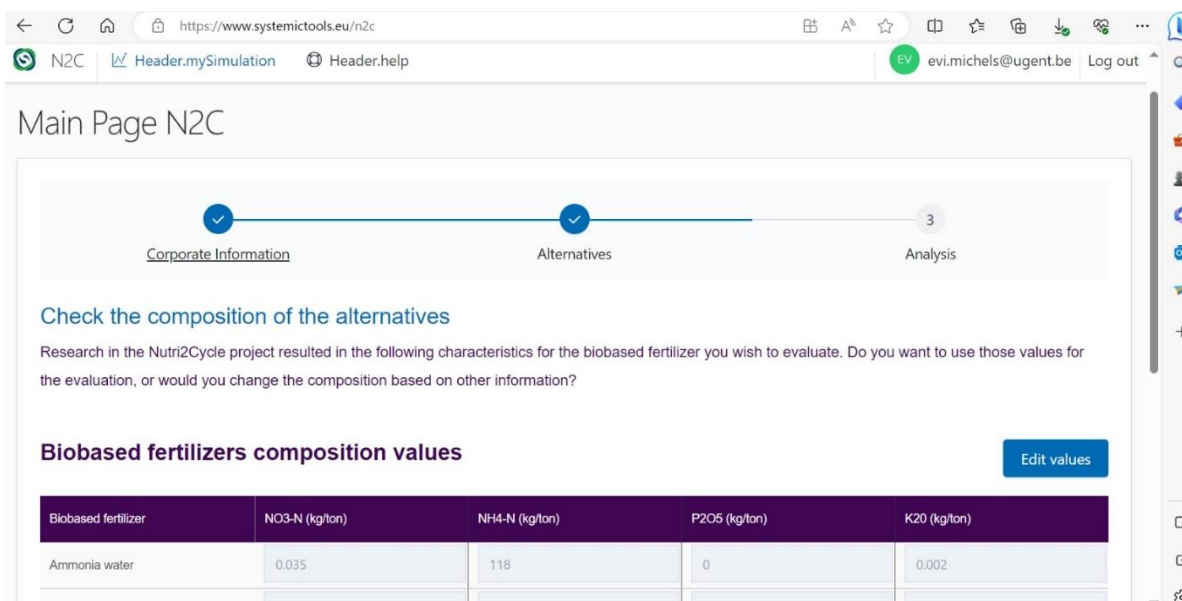 https://www.systemictools.eu/n2c
N2C Header.mySimulation Header.help EV evi.michels@ugent.be Log out
Main Page N2C
3
Corporate Information Alternatives Analysis
Check the composition of the alternatives
Research in the Nutri2Cycle project resulted in the following characteristics for the biobased fertilizer you wish to evaluate. Do you want to use those values for
the evaluation, or would you change the composition based on other information?
Biobased fertilizers composition values
Edit values
Biobased fertilizer NO3-N (kg/ton) NH4-N (kg/ton) P2O5 (kg/ton) K20 (kg/ton)
Ammonia water 0.035 118 0 0.002